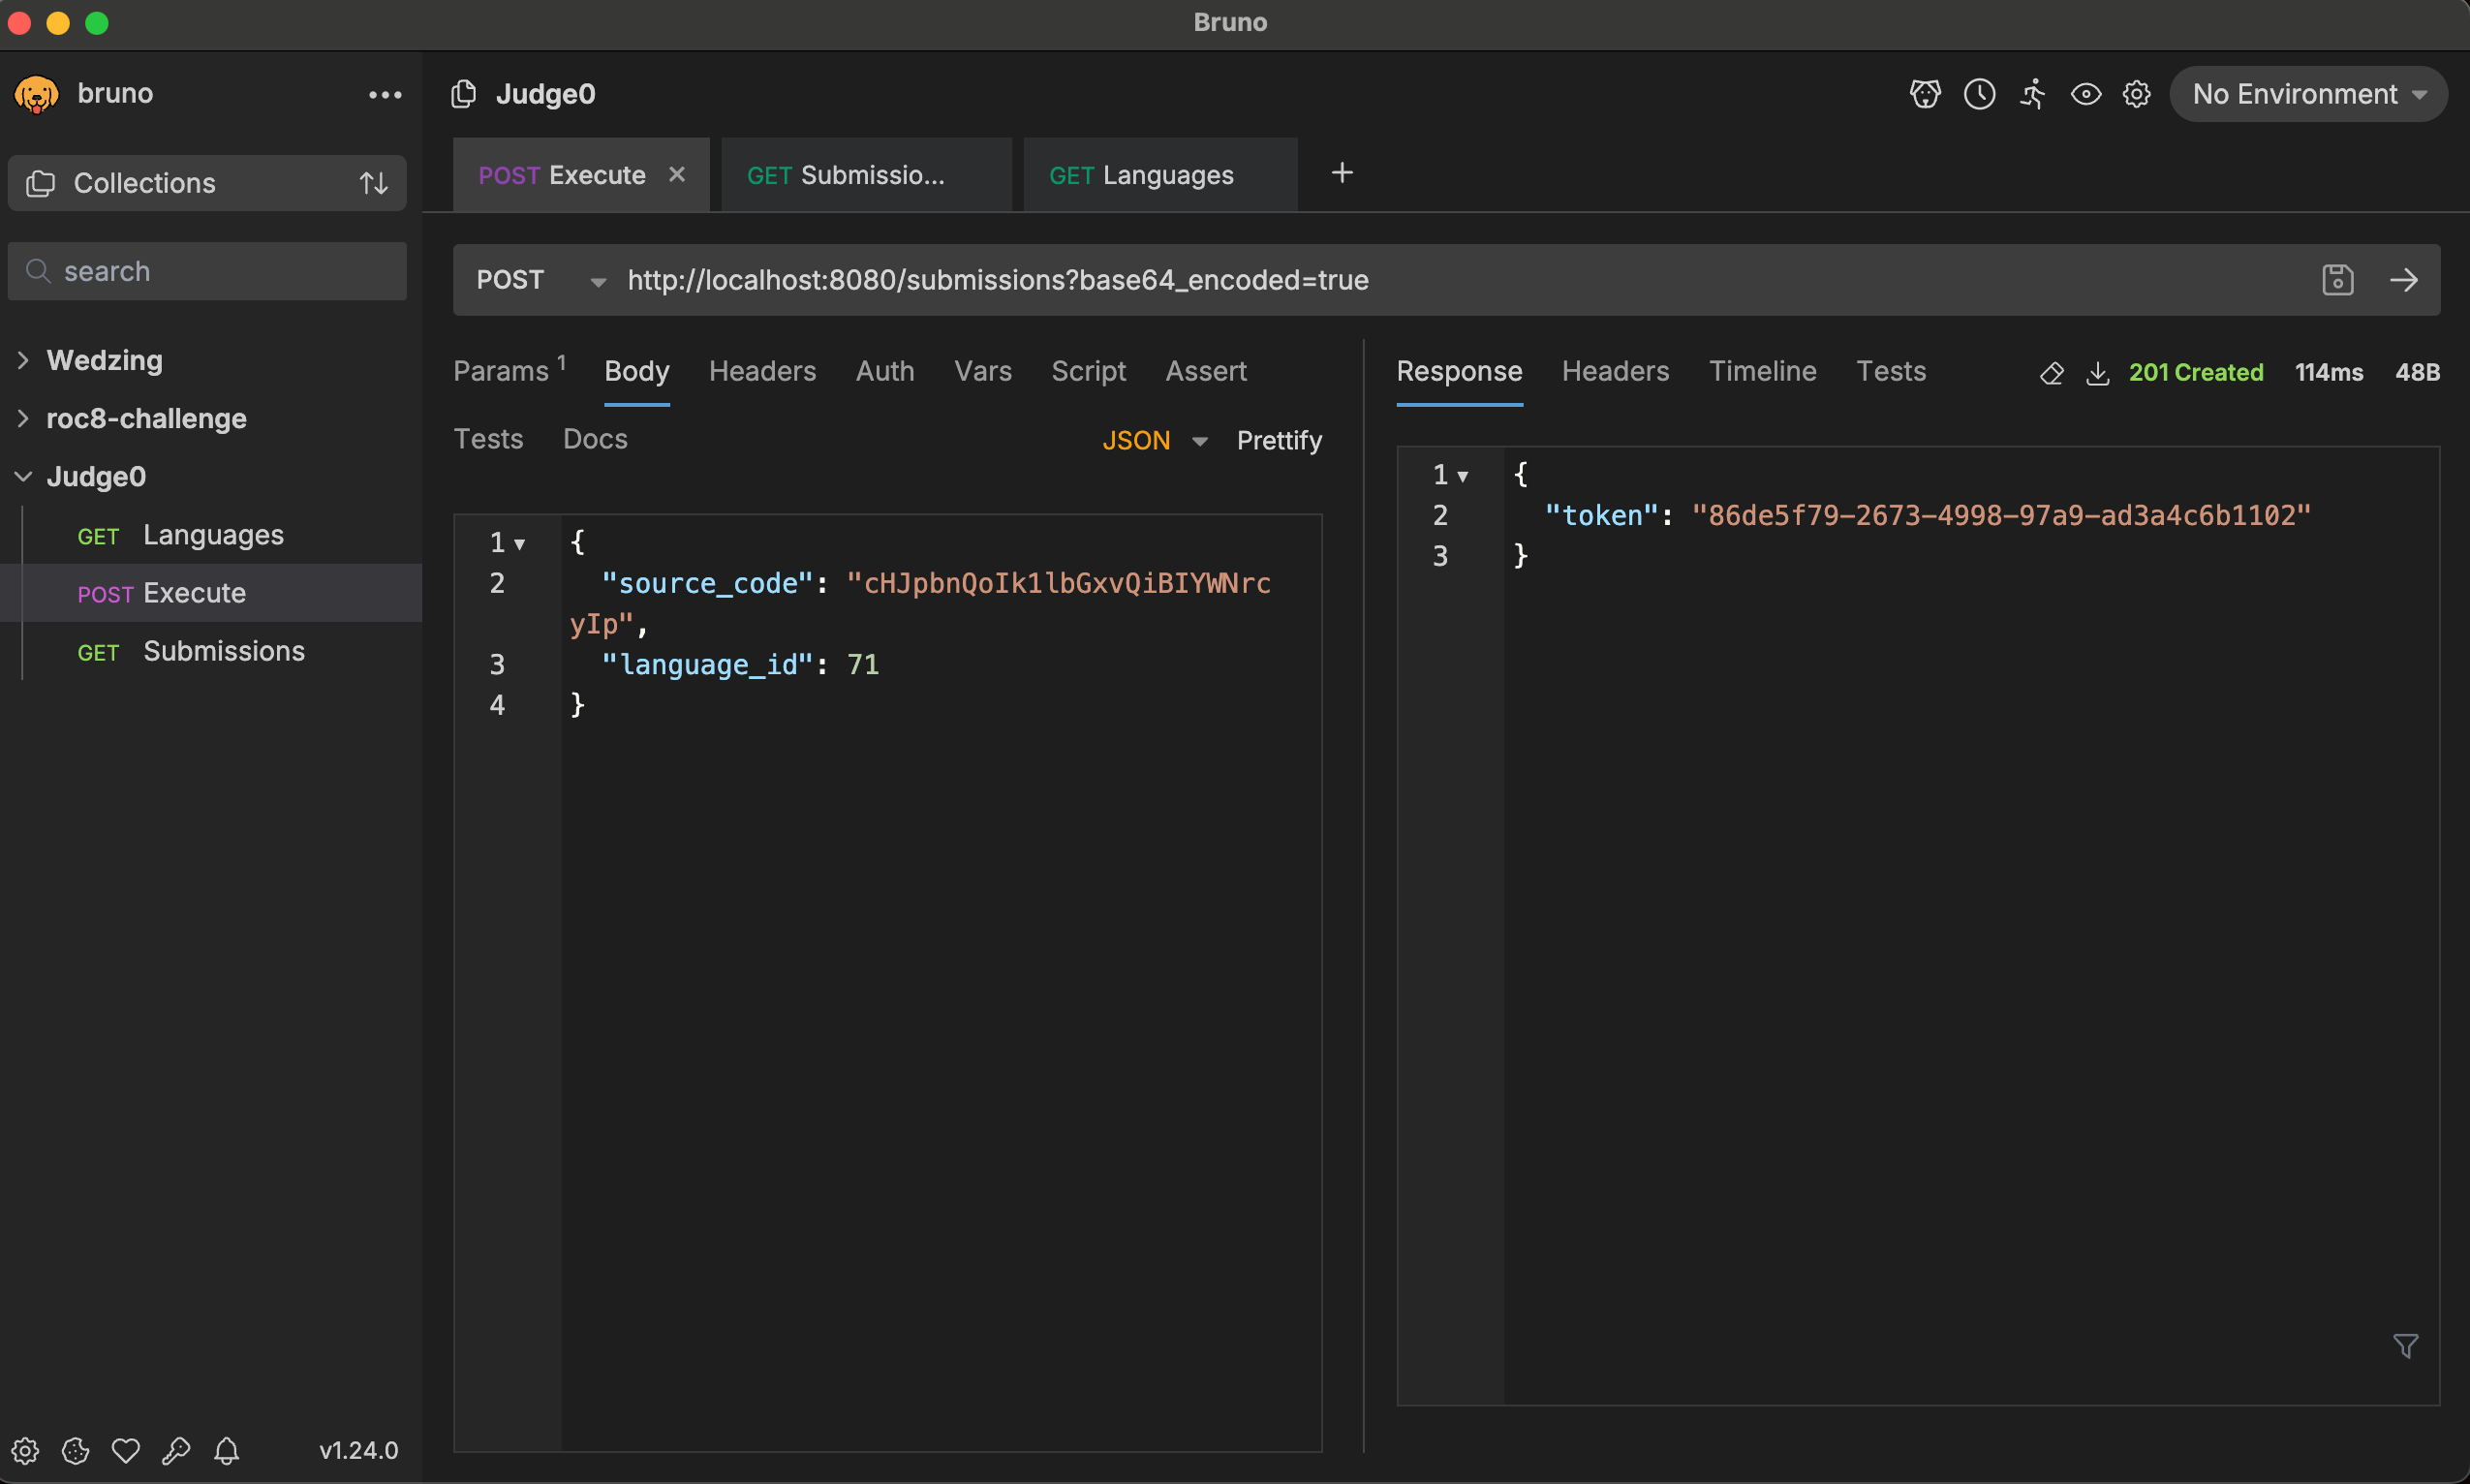 Bruno
bruno
Judge0
No Environment
Collections
POST Execute
GET Submissio...
GET Languages
search
POST http://localhost:8080/submissions?base64_encoded=true
Wedzing
roc8-challenge
Judge0
GET Languages
POST Execute
GET Submissions
Params 1 Body Headers Auth Vars Script Assert
Tests Docs JSON Prettify
1 {
2 "source_code": "cHJpbnQoIk1lbGxvQiBIYWNrc
yIp",
3 "language_id": 71
4 }
Response Headers Timeline Tests 201 Created 114ms 48B
1 {
2 "token": "86de5f79-2673-4998-97a9-ad3a4c6b1102"
3 }
v1.24.0